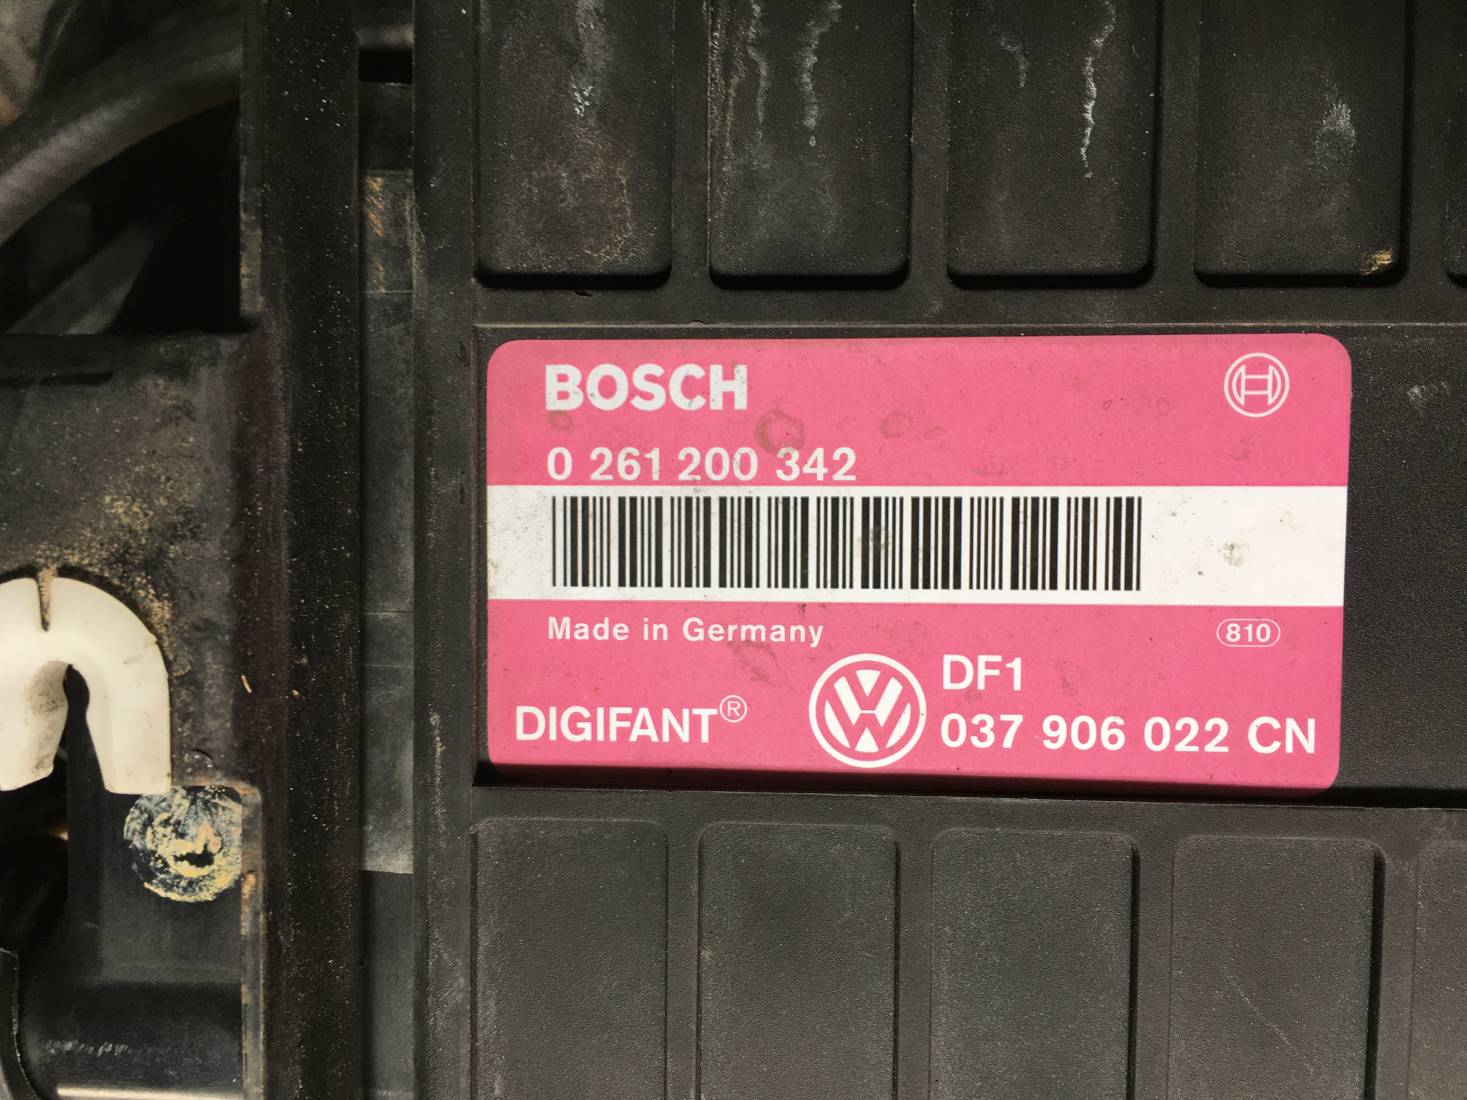 BOSCH
0 261 200 342
Made in Germany
810
DF1
DIGIFANT®
037 906 022 CN